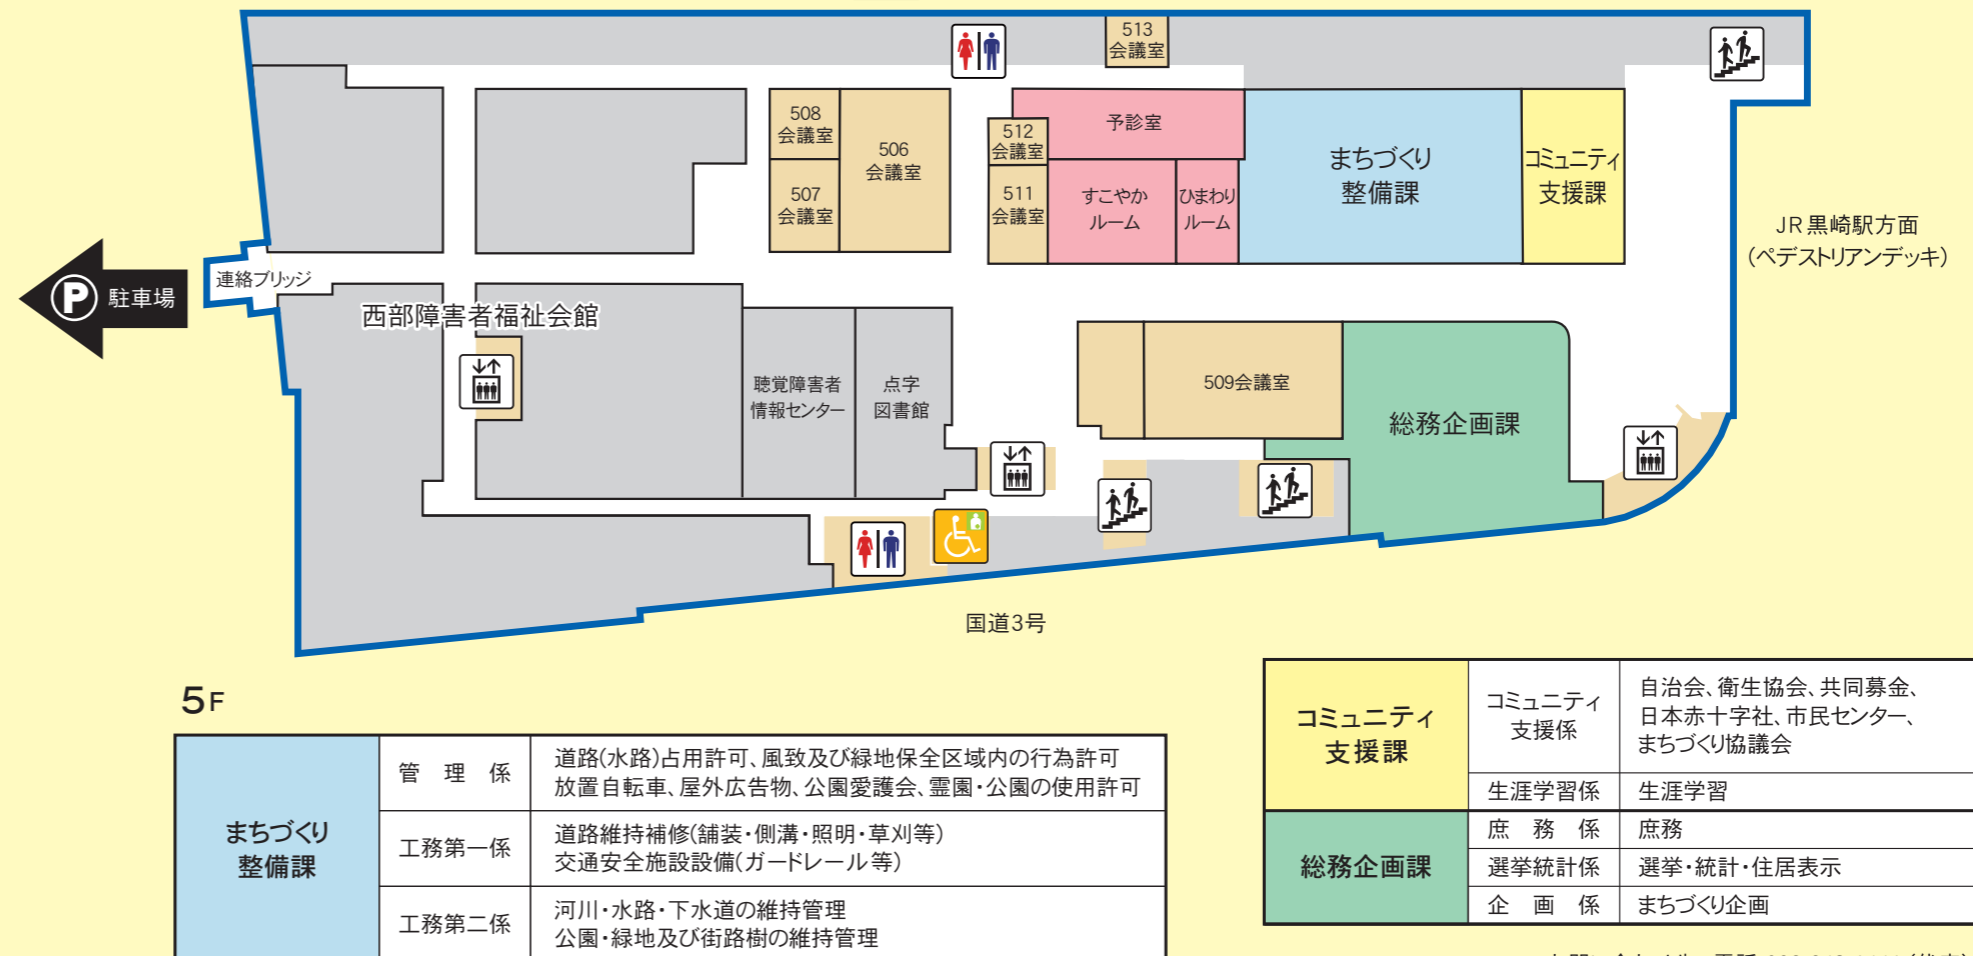 513
会議室
508
会議室
506
会議室
507
会議室
512
会議室
511
会議室
予診室
すこやか
ルーム
ひまわり
ルーム
まちづくり
整備課
コミュニティ
支援課
JR黒崎駅方面
(ペデストリアンデッキ)
P 駐車場
連絡ブリッジ
西部障害者福祉会館
聴覚障害者
情報センター
点字
図書館
509会議室
総務企画課
国道3号
5F
まちづくり
整備課
管理係
道路(水路)占用許可、風致及び緑地保全区域内の行為許可
放置自転車、屋外広告物、公園愛護会、霊園・公園の使用許可
工務第一係
道路維持補修(舗装・側溝・照明・草刈等)
交通安全施設設備(ガードレール等)
工務第二係
河川・水路・下水道の維持管理
公園・緑地及び街路樹の維持管理
コミュニティ
支援課
コミュニティ
支援係
自治会、衛生協会、共同募金、
日本赤十字社、市民センター、
まちづくり協議会
生涯学習係
生涯学習
総務企画課
庶務係
庶務
選挙統計係
選挙・統計・住居表示
企画係
まちづくり企画